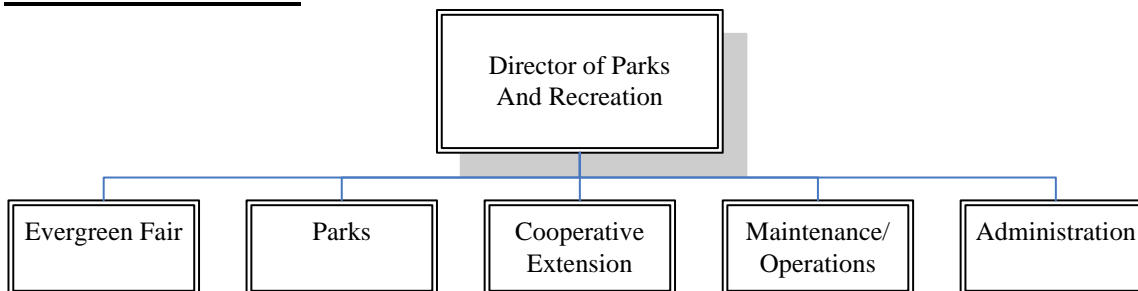 Director of Parks
And Recreation
Evergreen Fair
Parks
Cooperative
Extension
Maintenance/
Operations
Administration